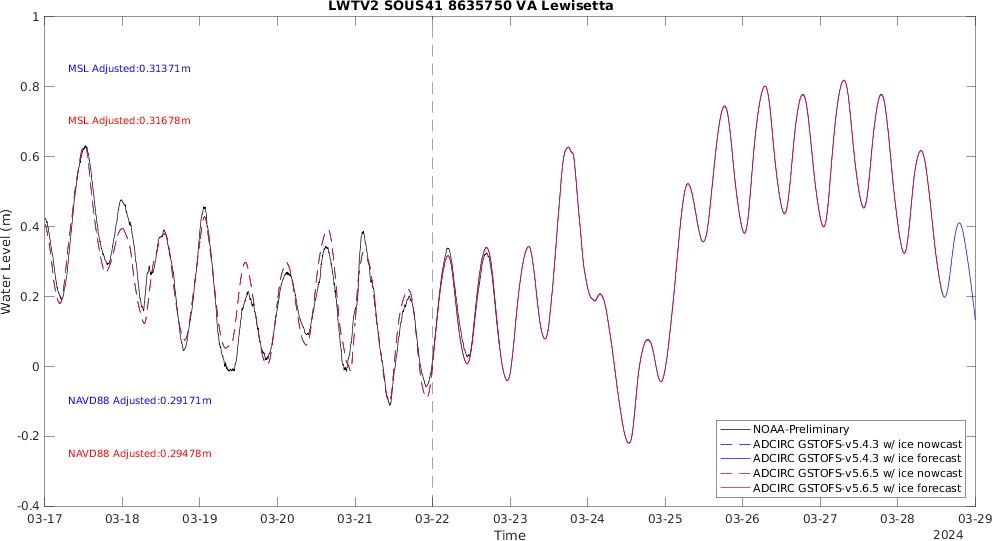 LWTV2 SOUS41 8635750 VA Lewisetta
1
0.8
0.6
0.4
0.2
0
-0.2
-0.4
Water Level (m)
MSL Adjusted:0.31371m
MSL Adjusted:0.31678m
NAVD88 Adjusted:0.29171m
NAVD88 Adjusted:0.29478m
NOAA-Preliminary
ADCIRC GSTOFS-v5.4.3 w/ ice nowcast
ADCIRC GSTOFS-v5.4.3 w/ ice forecast
ADCIRC GSTOFS-v5.6.5 w/ ice nowcast
ADCIRC GSTOFS-v5.6.5 w/ ice forecast
03-17 03-18 03-19 03-20 03-21 03-22 03-23 03-24 03-25 03-26 03-27 03-28 03-29
Time
2024